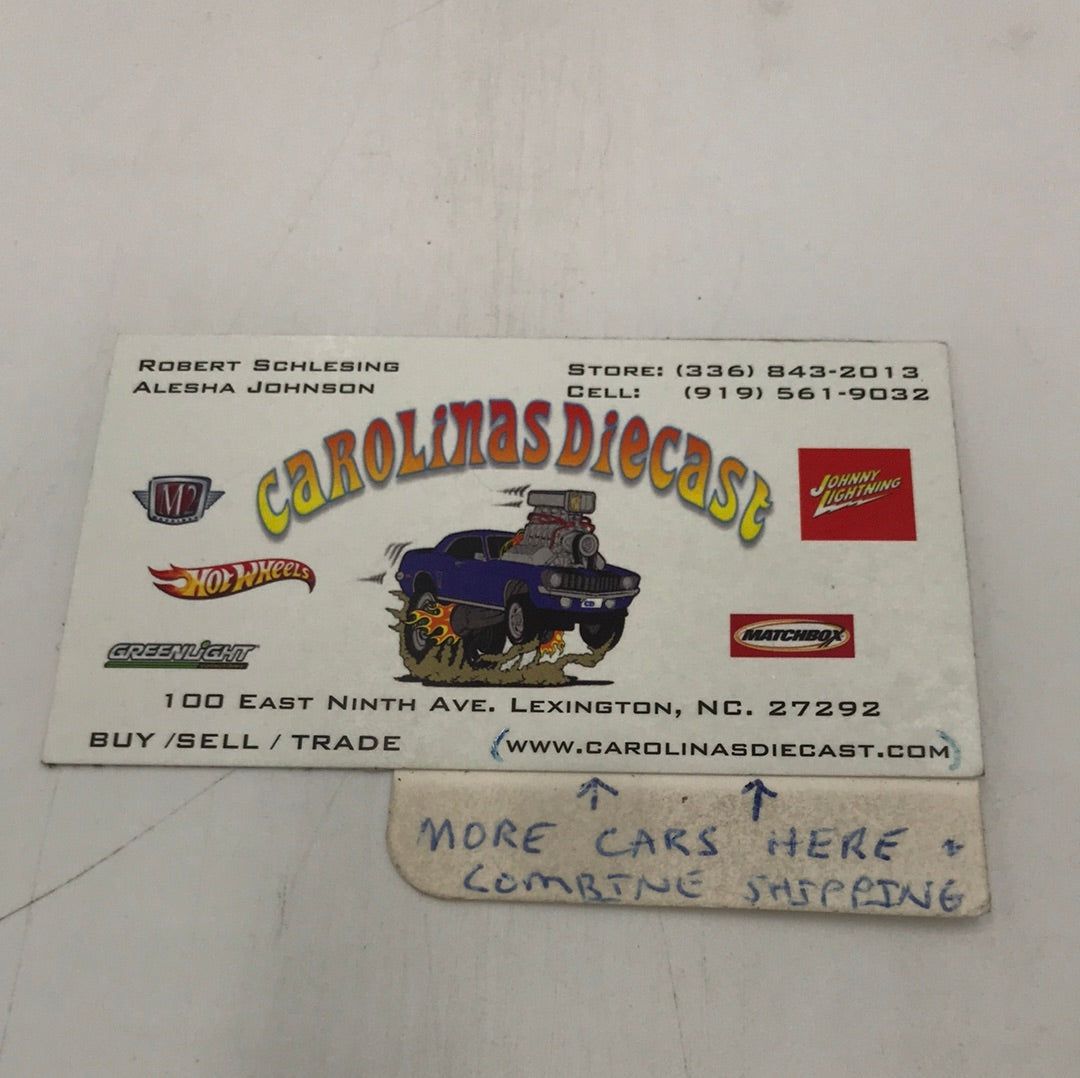 ROBERT SCHLESING
ALESHA JOHNSON
STORE: (336) 843-2013
CELL: (919) 561-9032
CAROLINAS DIECAST
M2
JOHNNY
LIGHTNING
HOT WHEELS
CD
MATCHBOX
GREENLIGHT
100 EAST NINTH AVE. LEXINGTON, NC. 27292
BUY /SELL / TRADE
(WWW.CAROLINASDIECAST.COM)
MORE CARS HERE +
COMBINE SHIPPING